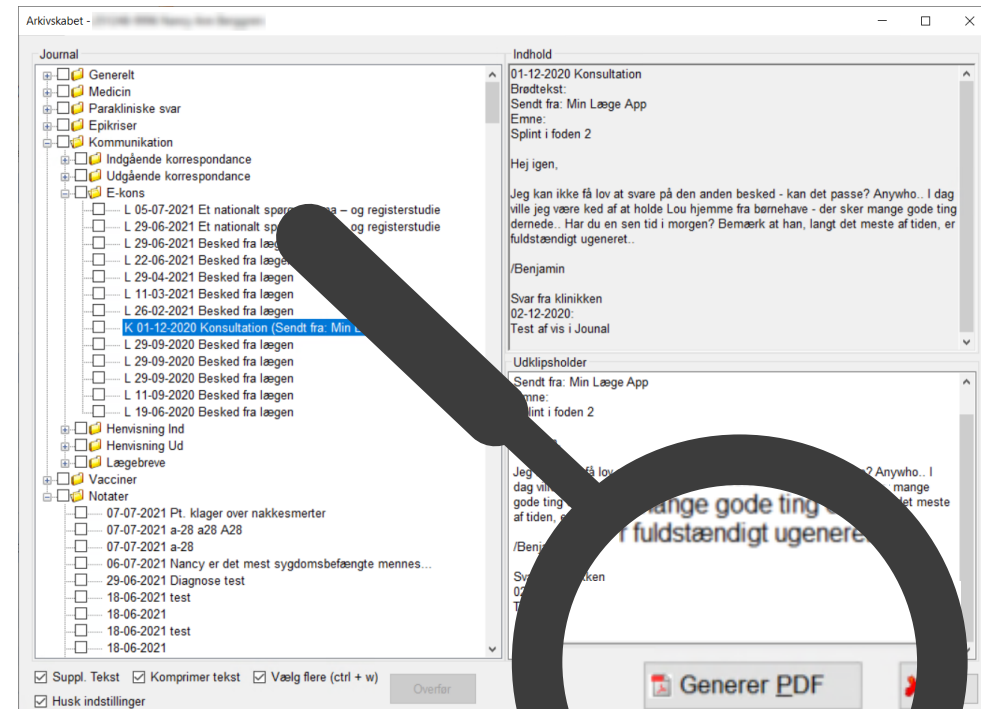 Arkivskabet -
Journal
Generelt
Medicin
Parakliniske svar
Epikriser
Kommunikation
Indgående korrespondance
Udgående korrespondance
E-kons
L 05-07-2021 Et nationalt – og registerstudie
L 29-06-2021 Et nationalt og registerstudie
L 29-06-2021 Besked fra
L 22-06-2021 Besked fra
L 29-04-2021 Besked fra lægen
L 11-03-2021 Besked fra lægen
L 26-02-2021 Besked fra lægen
K 01-12-2020 Konsultation (Sendt fra: Min
L 29-09-2020 Besked fra lægen
L 29-09-2020 Besked fra lægen
L 29-09-2020 Besked fra lægen
L 11-09-2020 Besked fra lægen
L 19-06-2020 Besked fra lægen
Henvisning Ind
Henvisning Ud
Lægebreve
Vacciner
Notater
07-07-2021 Pt. klager over nakkesmerter
07-07-2021 a-28 a28 A28
07-07-2021 a-28
06-07-2021 Nancy er det mest sygdomsbefængte mennes...
29-06-2021 Diagnose test
18-06-2021 test
18-06-2021
18-06-2021 test
18-06-2021
Suppl. Tekst Komprimer tekst Vælg flere (ctrl + w)
Husk indstillinger
Overfør
Indhold
01-12-2020 Konsultation
Brødtekst:
Sendt fra: Min Læge App
Emne:
Splint i foden 2
Hej igen,
Jeg kan ikke få lov at svare på den anden besked - kan det passe? Anywho.. I dag
ville jeg være ked af at holde Lou hjemme fra børnehave - der sker mange gode ting
dernede.. Har du en sen tid i morgen? Bemærk at han, langt det meste af tiden, er
fuldstændigt ugeneret..
/Benjamin
Svar fra klinikken
02-12-2020:
Test af vis i Jounal
Udklipsholder
Sendt fra: Min Læge App
i foden 2
Jeg få lov ? Anywho.. I
dag mange
gode ting det meste
af tiden,
gode ting
fuldstændigt
Generer PDF